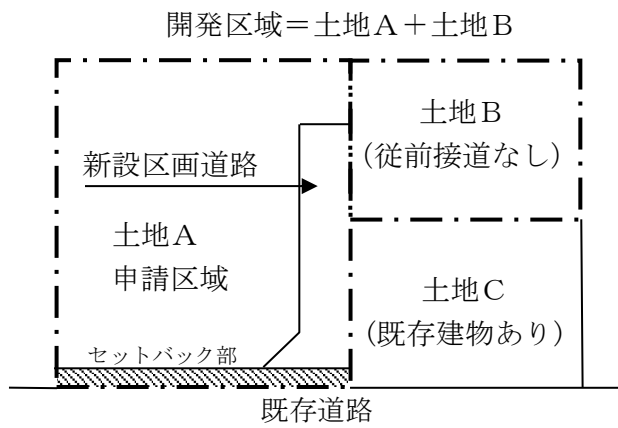 開発区域＝土地Ａ＋土地Ｂ
土地Ｂ
(従前接道なし)
新設区画道路
土地Ａ
申請区域
土地Ｃ
(既存建物あり)
セットバック部
既存道路